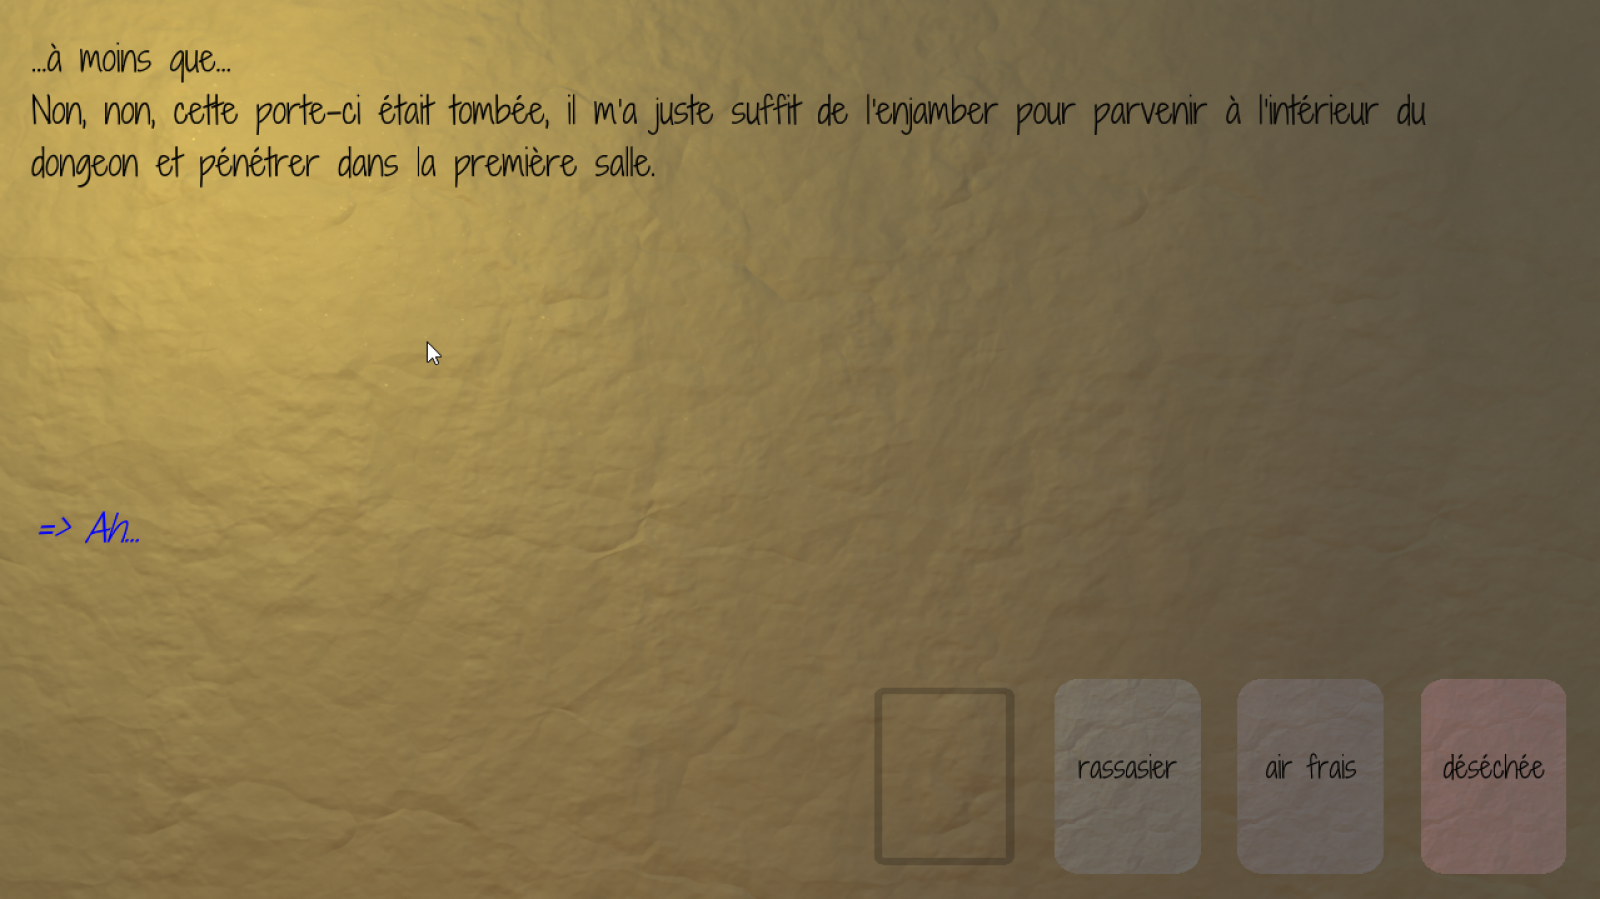 ...à moins que...
Non, non, cette porte-ci était tombée, il m'a juste suffit de l'enjamber pour parvenir à l'intérieur du
dongeon et pénétrer dans la première salle.
=> Ah...
rassasier
air frais
déséchée